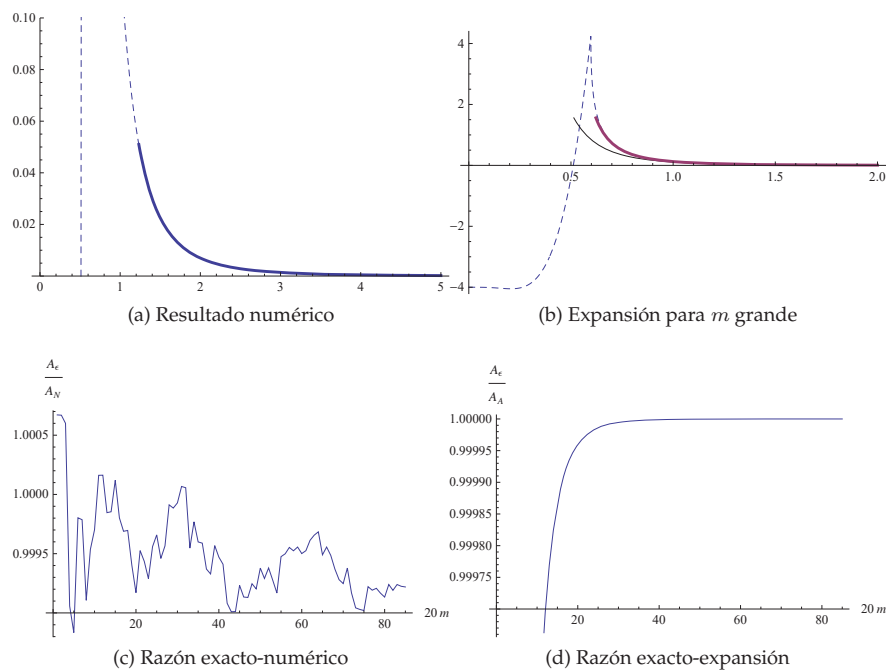 0.10
0.08
0.06
0.04
0.02
0 1 2 3 4 5
(a) Resultado numérico
4
2
-2
-4
0.5 1.0 1.5 2.0
(b) Expansión para m grande
A_ϵ
A_N
1.0005
1.0000
0.9995
20 40 60 80
20 m
(c) Razón exacto-numérico
A_ϵ
A_A
1.00000
0.99995
0.99990
0.99985
0.99980
0.99975
20 40 60 80
20 m
(d) Razón exacto-expansión